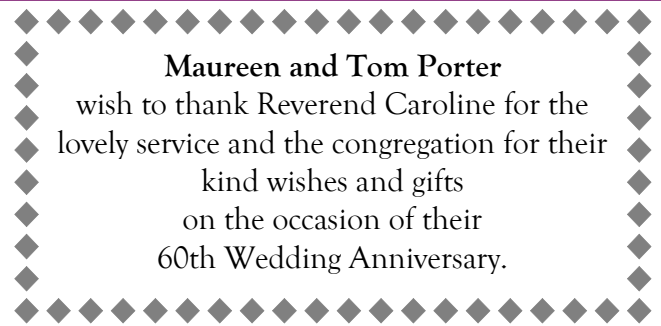 Maureen and Tom Porter
wish to thank Reverend Caroline for the
lovely service and the congregation for their
kind wishes and gifts
on the occasion of their
60th Wedding Anniversary.